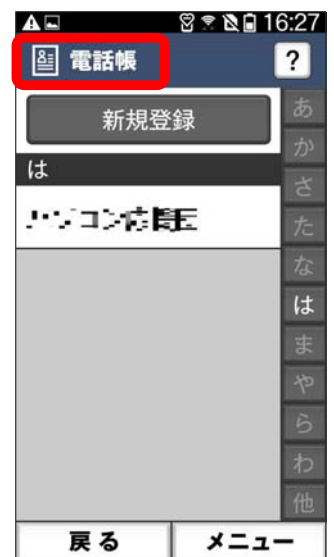 16:27
電話帳
?
新規登録
は
あ
か
さ
た
な
は
ま
や
ら
わ
他
戻る
メニュー